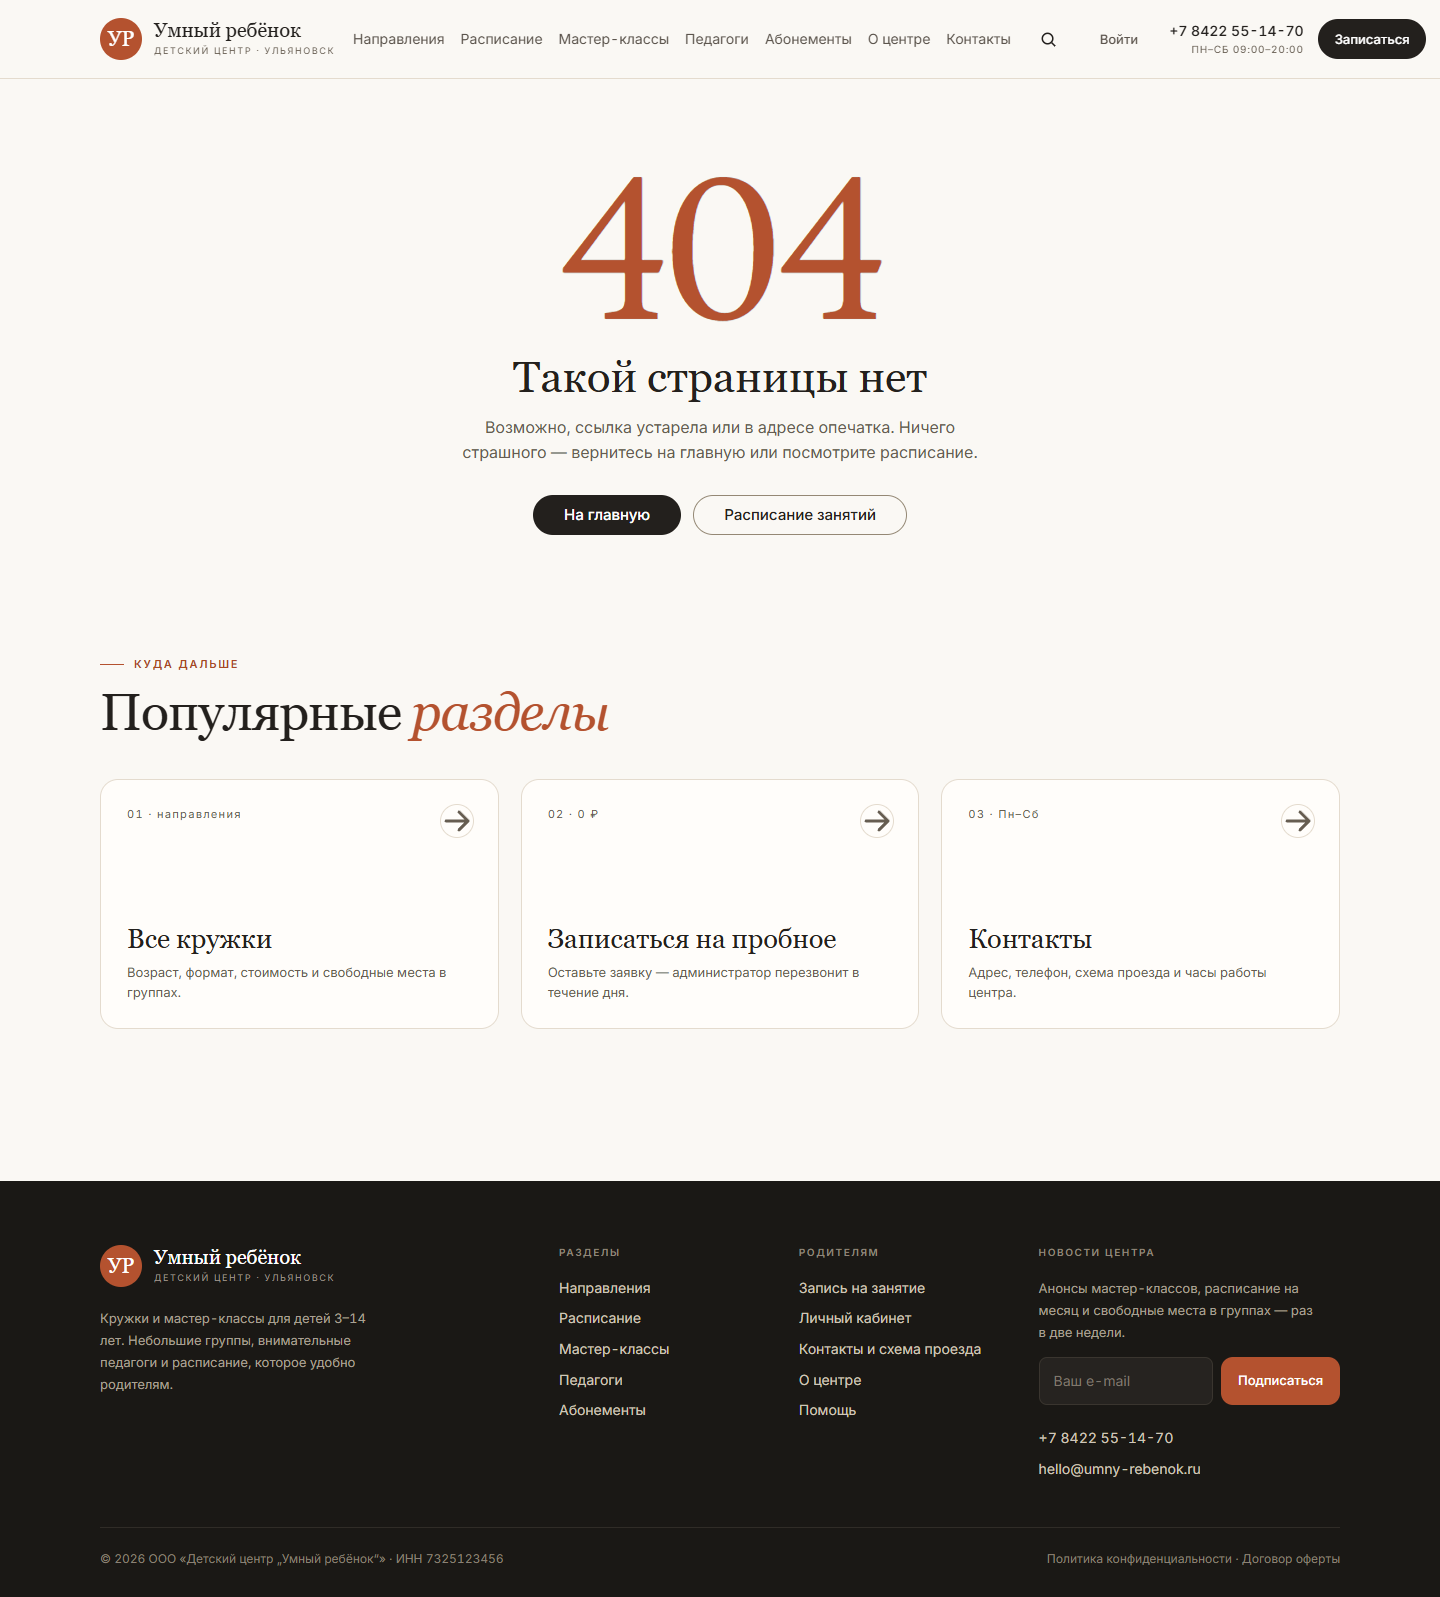 УР
Умный ребёнок
ДЕТСКИЙ ЦЕНТР · УЛЬЯНОВСК
Направления
Расписание
Мастер-классы
Педагоги
Абонементы
О центре
Контакты
Войти
+7 8422 55-14-70
ПН–СБ 09:00–20:00
Записаться
404
Такой страницы нет
Возможно, ссылка устарела или в адресе опечатка. Ничего
страшного — вернитесь на главную или посмотрите расписание.
На главную
Расписание занятий
КУДА ДАЛЬШЕ
Популярные разделы
01 · направления
Все кружки
Возраст, формат, стоимость и свободные места в
группах.
02 · 0 ₽
Записаться на пробное
Оставьте заявку — администратор перезвонит в
течение дня.
03 · Пн–Сб
Контакты
Адрес, телефон, схема проезда и часы работы
центра.
УР
Умный ребёнок
ДЕТСКИЙ ЦЕНТР · УЛЬЯНОВСК
Кружки и мастер-классы для детей 3–14
лет. Небольшие группы, внимательные
педагоги и расписание, которое удобно
родителям.
РАЗДЕЛЫ
Направления
Расписание
Мастер-классы
Педагоги
Абонементы
РОДИТЕЛЯМ
Запись на занятие
Личный кабинет
Контакты и схема проезда
О центре
Помощь
НОВОСТИ ЦЕНТРА
Анонсы мастер-классов, расписание на
месяц и свободные места в группах — раз
в две недели.
Ваш e-mail
Подписаться
+7 8422 55-14-70
hello@umny-rebenok.ru
© 2026 ООО «Детский центр „Умный ребёнок“» · ИНН 7325123456
Политика конфиденциальности · Договор оферты